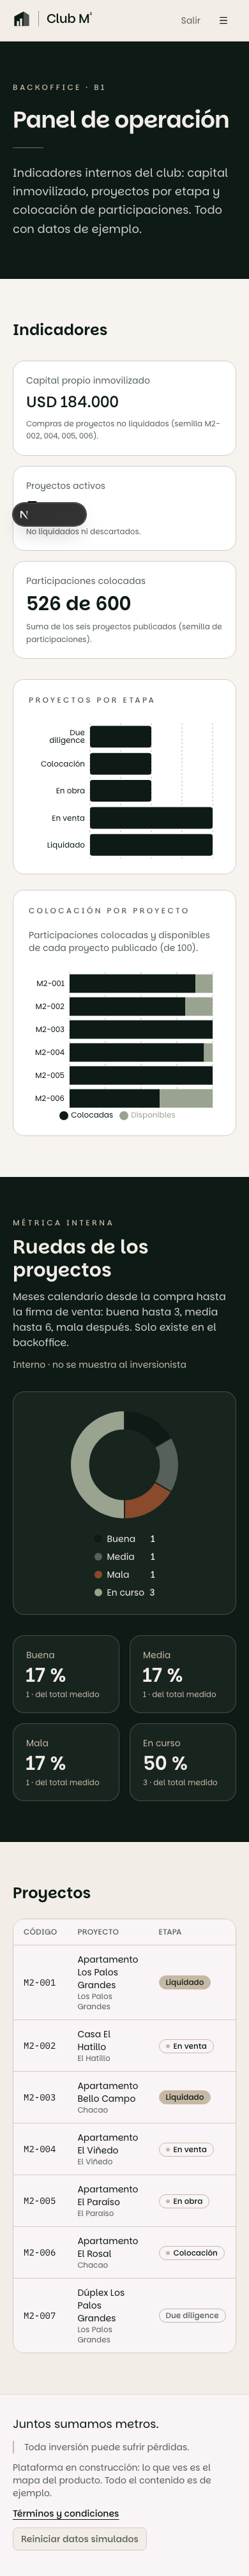 Club M²
Salir
BACKOFFICE · B1
Panel de operación
Indicadores internos del club: capital
inmovilizado, proyectos por etapa y
colocación de participaciones. Todo
con datos de ejemplo.
Indicadores
Capital propio inmovilizado
USD 184.000
Compras de proyectos no liquidados (semilla M2-
002, 004, 005, 006).
Proyectos activos
N
No liquidados ni descartados.
Participaciones colocadas
526 de 600
Suma de los seis proyectos publicados (semilla de
participaciones).
PROYECTOS POR ETAPA
Due
diligence
Colocación
En obra
En venta
Liquidado
COLOCACIÓN POR PROYECTO
Participaciones colocadas y disponibles
de cada proyecto publicado (de 100).
M2-001
M2-002
M2-003
M2-004
M2-005
M2-006
Colocadas Disponibles
MÉTRICA INTERNA
Ruedas de los
proyectos
Meses calendario desde la compra hasta
la firma de venta: buena hasta 3, media
hasta 6, mala después. Solo existe en el
backoffice.
Interno · no se muestra al inversionista
Buena 1
Media 1
Mala 1
En curso 3
Buena
17 %
1 · del total medido
Media
17 %
1 · del total medido
Mala
17 %
1 · del total medido
En curso
50 %
3 · del total medido
Proyectos
CÓDIGO PROYECTO ETAPA
M2-001
Apartamento
Los Palos
Grandes
Los Palos
Grandes
Liquidado
M2-002
Casa El
Hatillo
El Hatillo
En venta
M2-003
Apartamento
Bello Campo
Chacao
Liquidado
M2-004
Apartamento
El Viñedo
El Viñedo
En venta
M2-005
Apartamento
El Paraíso
El Paraíso
En obra
M2-006
Apartamento
El Rosal
Chacao
Colocación
M2-007
Dúplex Los
Palos
Grandes
Los Palos
Grandes
Due diligence
Juntos sumamos metros.
Toda inversión puede sufrir pérdidas.
Plataforma en construcción: lo que ves es el
mapa del producto. Todo el contenido es de
ejemplo.
Términos y condiciones
Reiniciar datos simulados